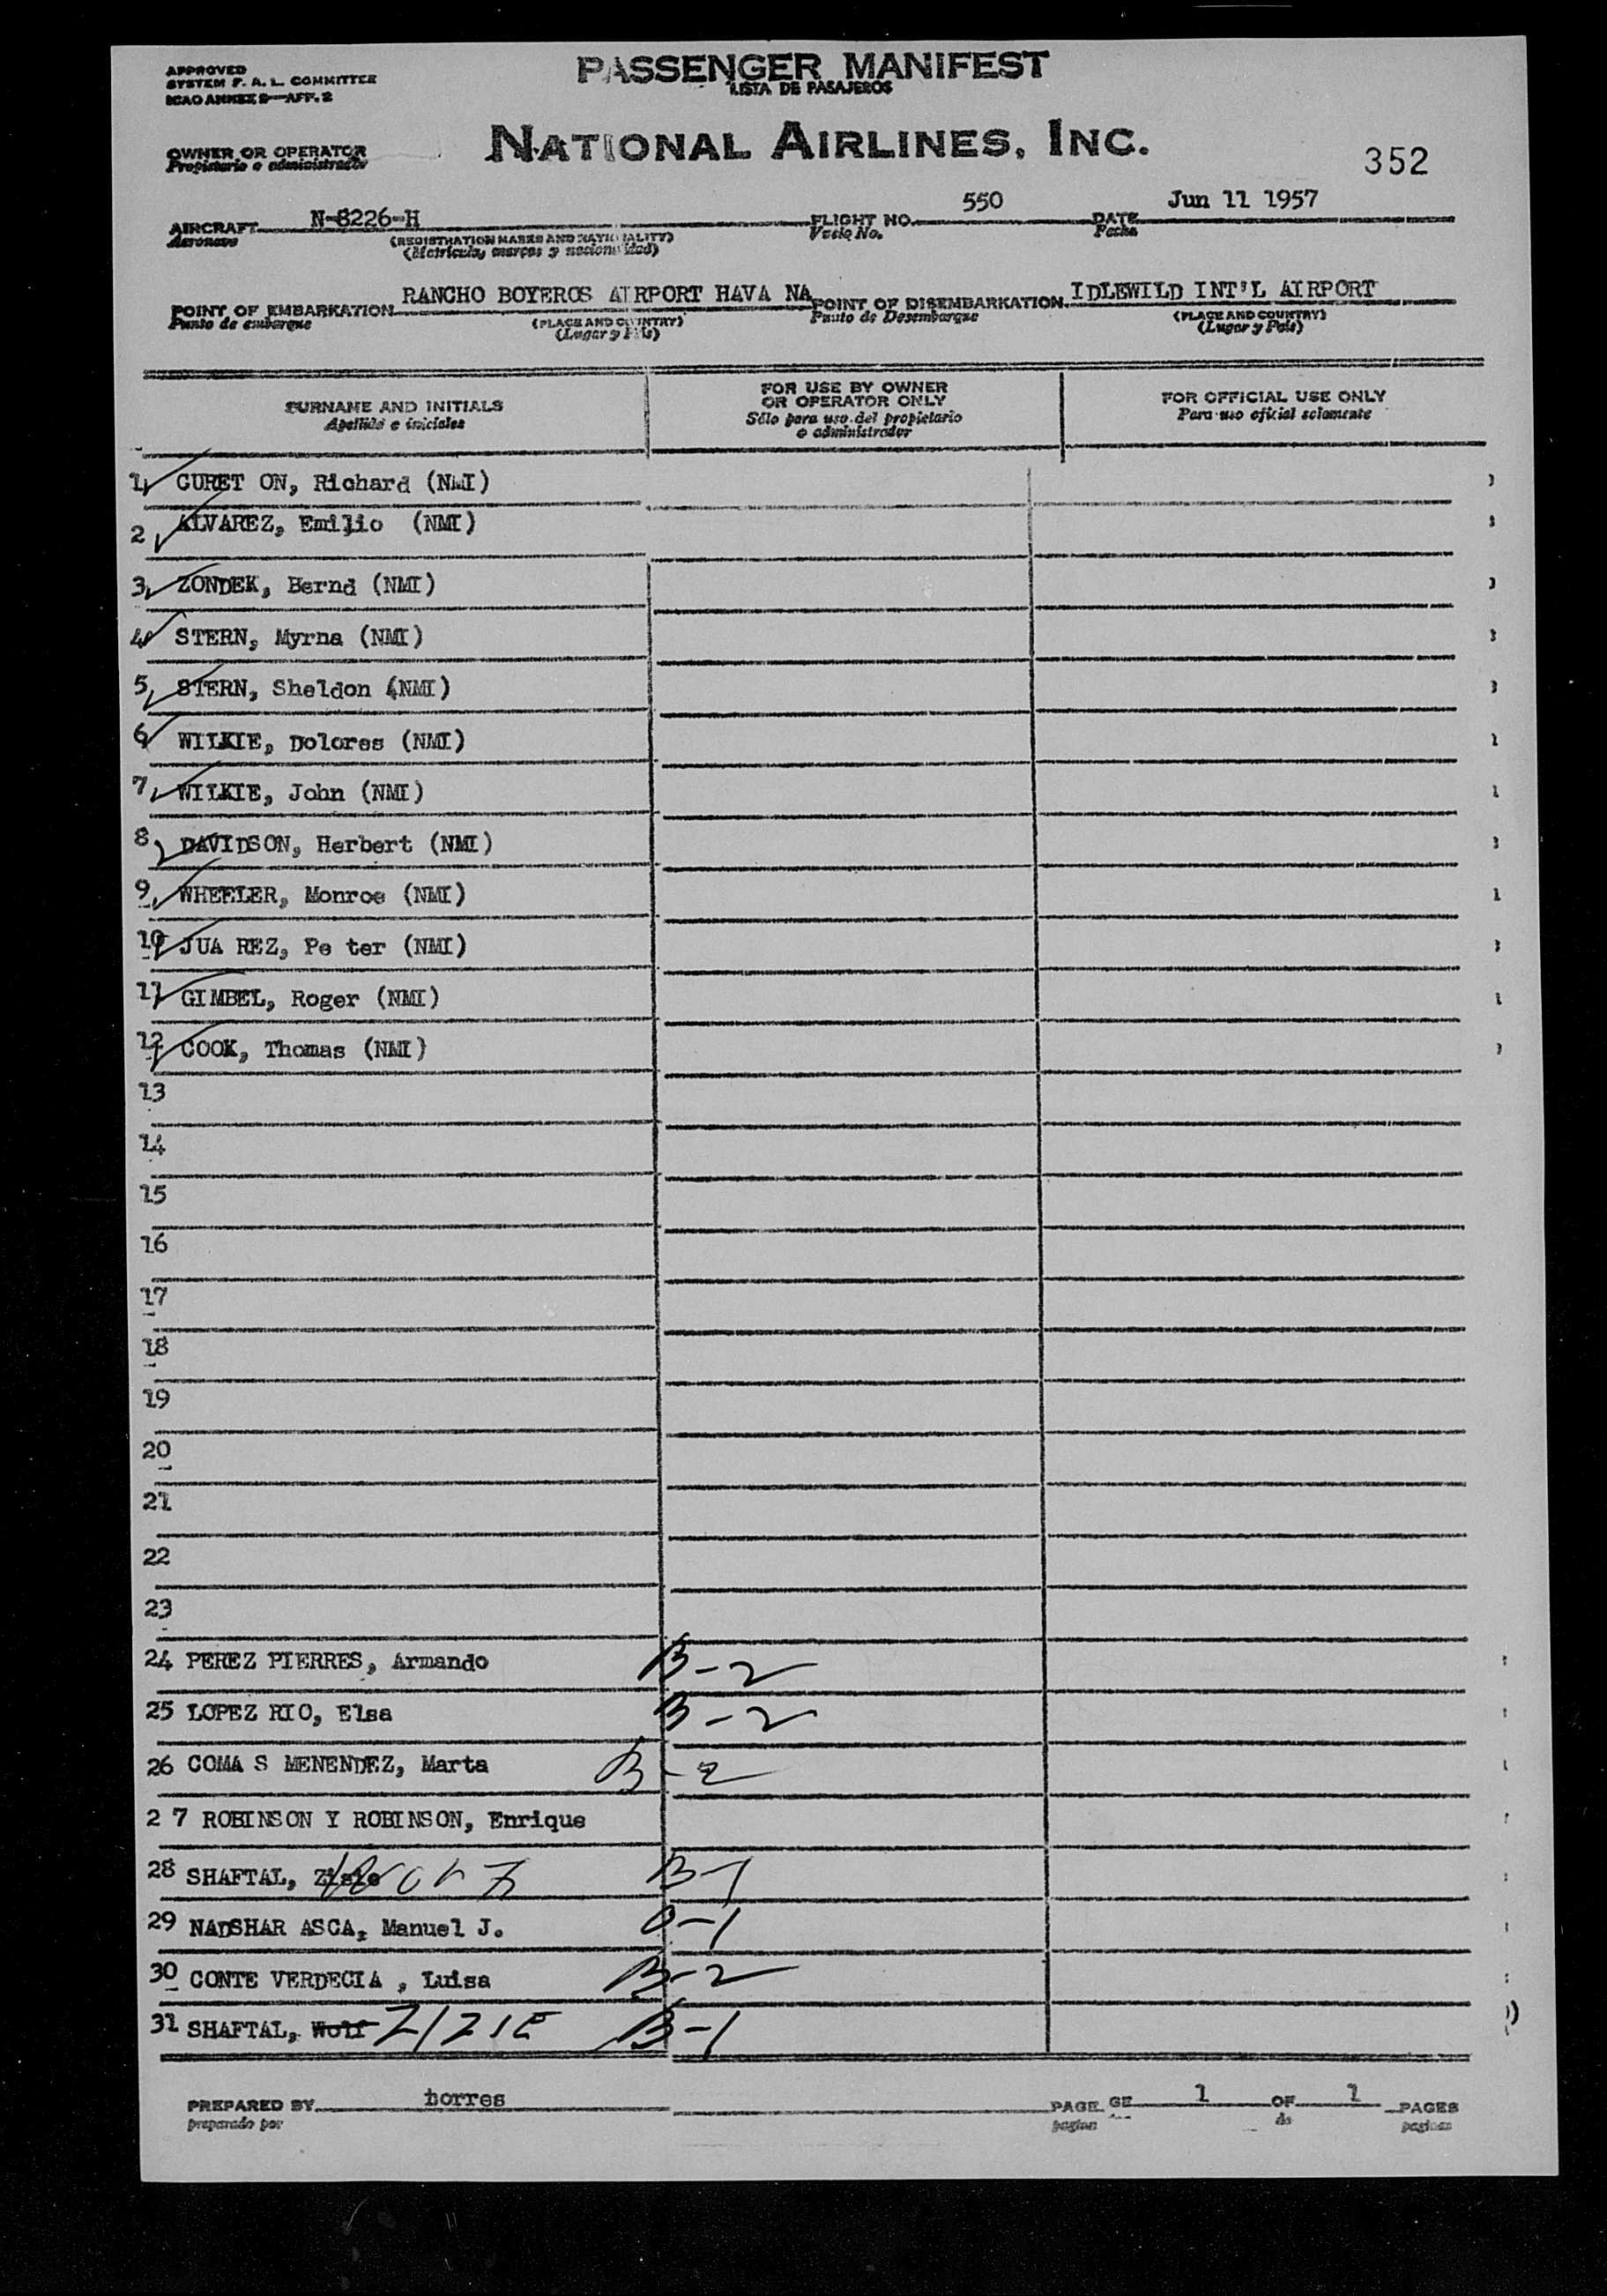 APPROVED
SYSTEM F. A. L. COMMITTEE
ICAO ANNEX 9—APP. 2
PASSENGER MANIFEST
LISTA DE PASAJEROS
OWNER OR OPERATOR
Propietario o administrador
NATIONAL AIRLINES, INC.
352
AIRCRAFT N-8226-H FLIGHT NO. 550 DATE Jun 11 1957
Aeronave (REGISTRATION MARKS AND NATIONALITY) Vuelo No. Fecha
(Matricula, marcas y nacionalidad)
POINT OF EMBARKATION RANCHO BOYEROS AIRPORT HAVA NA POINT OF DISEMBARKATION IDLEWILD INT'L AIRPORT
Punto de embarque (PLACE AND COUNTRY) Punto de Desembarque (PLACE AND COUNTRY)
(Lugar y País) (Lugar y País)
SURNAME AND INITIALS
Apellido e iniciales
FOR USE BY OWNER
OR OPERATOR ONLY
Sólo para uso del propietario
o administrador
FOR OFFICIAL USE ONLY
Para uso oficial solamente
1 CURET ON, Richard (NMI)
2 ALVAREZ, Emilio (NMI)
3 ZONDEK, Bernd (NMI)
4 STERN, Myrna (NMI)
5 STERN, Sheldon (NMI)
6 WILKIE, Dolores (NMI)
7 WILKIE, John (NMI)
8 DAVIDSON, Herbert (NMI)
9 WHEELER, Monroe (NMI)
10 JUA REZ, Pe ter (NMI)
11 GIMBEL, Roger (NMI)
12 COOK, Thomas (NMI)
13
14
15
16
17
18
19
20
21
22
23
24 PEREZ PIERRES, Armando B-2
25 LOPEZ RIO, Elsa B-2
26 COMA S MENENDEZ, Marta B-2
2 7 ROBINSON Y ROBINSON, Enrique
28 SHAFTAL, B-1
29 NADSHAR ASCA, Manuel J. O-1
30 CONTE VERDECIA , Luisa B-2
31 SHAFTAL, Wolf ZIZIE B-1
PREPARED BY torres PAGE GE 1 OF 1 PAGES
preparado por pagina de paginas